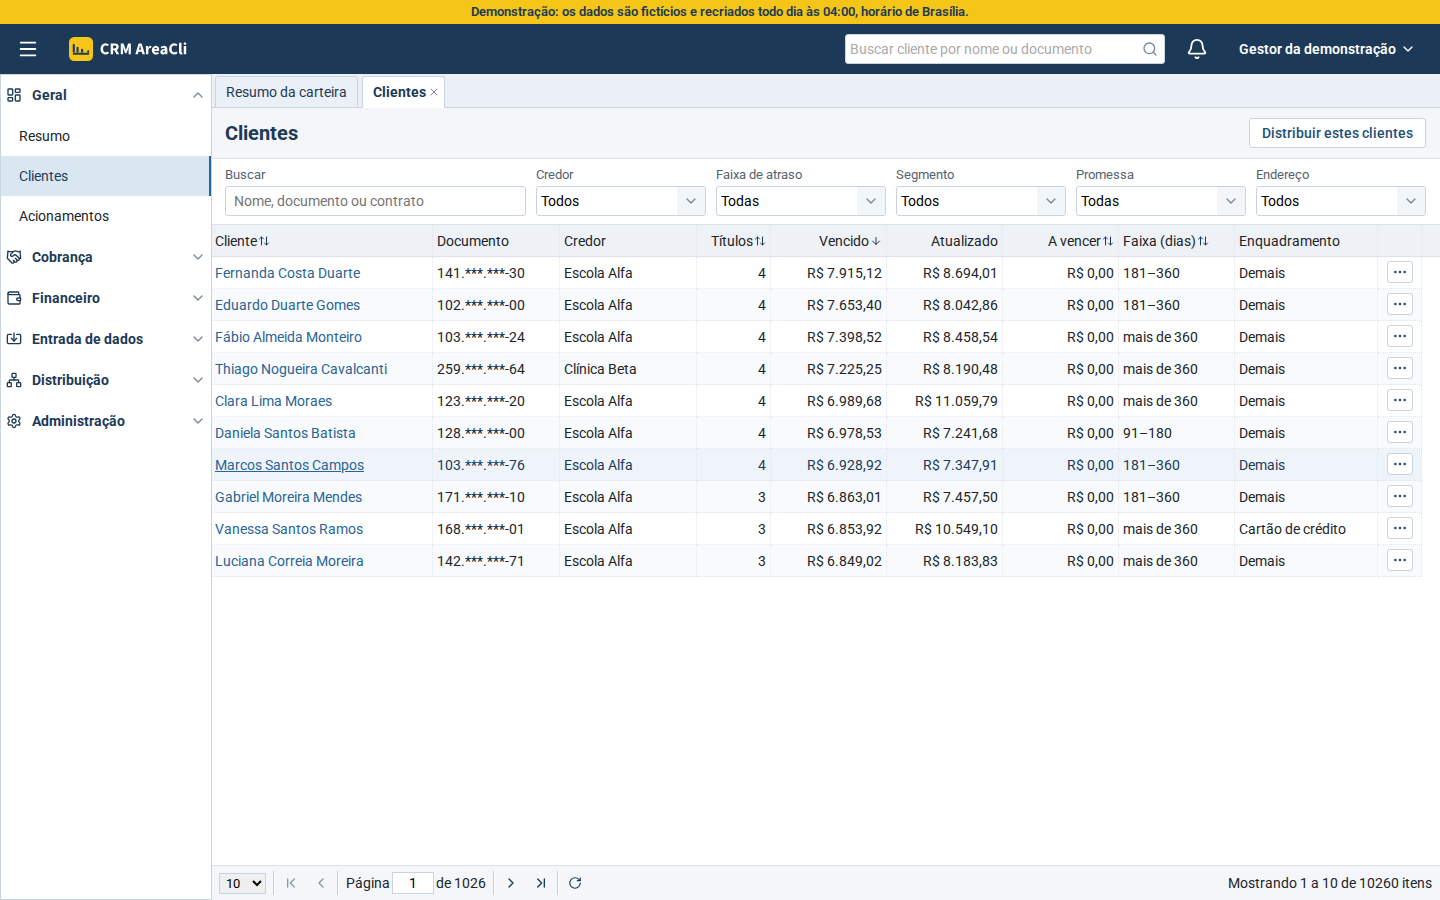 Demonstração: os dados são fictícios e recriados todo dia às 04:00, horário de Brasília.
CRM AreaCli
Buscar cliente por nome ou documento
Gestor da demonstração
Geral
Resumo
Clientes
Acionamentos
Cobrança
Financeiro
Entrada de dados
Distribuição
Administração
Resumo da carteira
Clientes
Clientes
Distribuir estes clientes
Buscar Credor Faixa de atraso Segmento Promessa Endereço
Nome, documento ou contrato Todos Todas Todos Todas Todos
Cliente Documento Credor Títulos Vencido Atualizado A vencer Faixa (dias) Enquadramento
Fernanda Costa Duarte 141.***.***-30 Escola Alfa 4 R$ 7.915,12 R$ 8.694,01 R$ 0,00 181–360 Demais
Eduardo Duarte Gomes 102.***.***-00 Escola Alfa 4 R$ 7.653,40 R$ 8.042,86 R$ 0,00 181–360 Demais
Fábio Almeida Monteiro 103.***.***-24 Escola Alfa 4 R$ 7.398,52 R$ 8.458,54 R$ 0,00 mais de 360 Demais
Thiago Nogueira Cavalcanti 259.***.***-64 Clínica Beta 4 R$ 7.225,25 R$ 8.190,48 R$ 0,00 mais de 360 Demais
Clara Lima Moraes 123.***.***-20 Escola Alfa 4 R$ 6.989,68 R$ 11.059,79 R$ 0,00 mais de 360 Demais
Daniela Santos Batista 128.***.***-00 Escola Alfa 4 R$ 6.978,53 R$ 7.241,68 R$ 0,00 91–180 Demais
Marcos Santos Campos 103.***.***-76 Escola Alfa 4 R$ 6.928,92 R$ 7.347,91 R$ 0,00 181–360 Demais
Gabriel Moreira Mendes 171.***.***-10 Escola Alfa 3 R$ 6.863,01 R$ 7.457,50 R$ 0,00 181–360 Demais
Vanessa Santos Ramos 168.***.***-01 Escola Alfa 3 R$ 6.853,92 R$ 10.549,10 R$ 0,00 mais de 360 Cartão de crédito
Luciana Correia Moreira 142.***.***-71 Escola Alfa 3 R$ 6.849,02 R$ 8.183,83 R$ 0,00 mais de 360 Demais
10 Página 1 de 1026 Mostrando 1 a 10 de 10260 itens